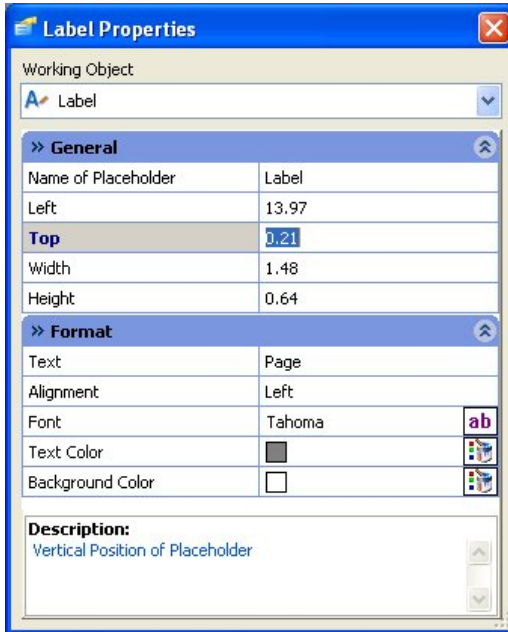 Label Properties
Working Object
Label
» General
Name of Placeholder Label
Left 13.97
Top 0.21
Width 1.48
Height 0.64
» Format
Text Page
Alignment Left
Font Tahoma ab
Text Color
Background Color
Description:
Vertical Position of Placeholder